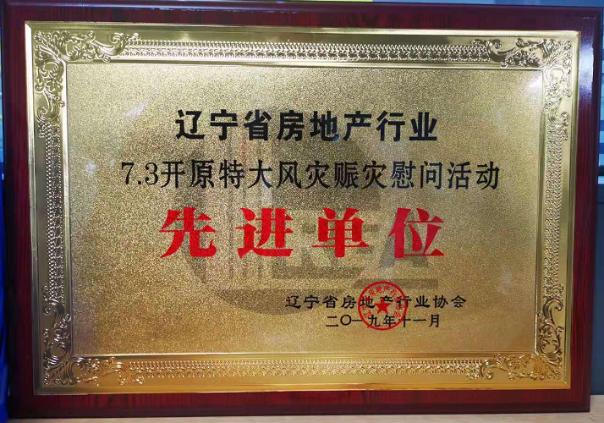 辽宁省房地产行业
7.3开原特大风灾赈灾慰问活动
先进单位
辽宁省房地产行业协会
二〇一九年十一月